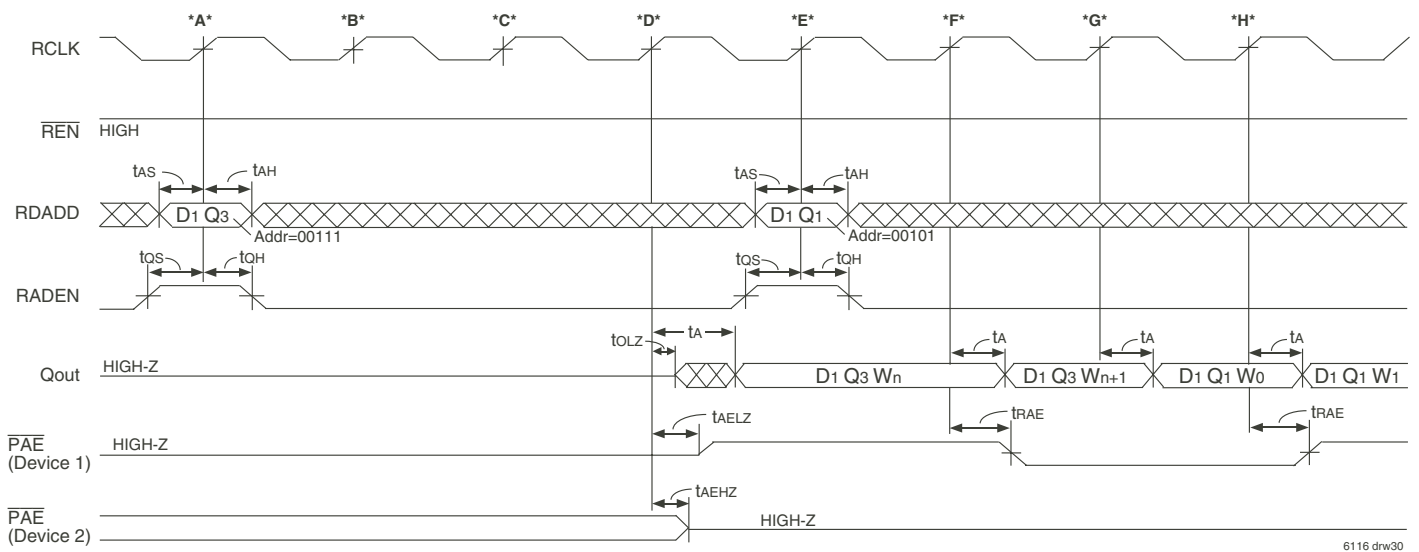 *A* *B* *C* *D* *E* *F* *G* *H*
RCLK
REN HIGH
tAS tAH tAS tAH
RDADD D1 Q3 D1 Q1
Addr=00111 Addr=00101
tQS tQH tQS tQH
RADEN
tOLZ tA tA tA tA
Qout HIGH-Z D1 Q3 Wn D1 Q3 Wn+1 D1 Q1 W0 D1 Q1 W1
tAELZ tRAE tRAE
PAE
(Device 1) HIGH-Z
tAEHZ
PAE
(Device 2) HIGH-Z
6116 drw30